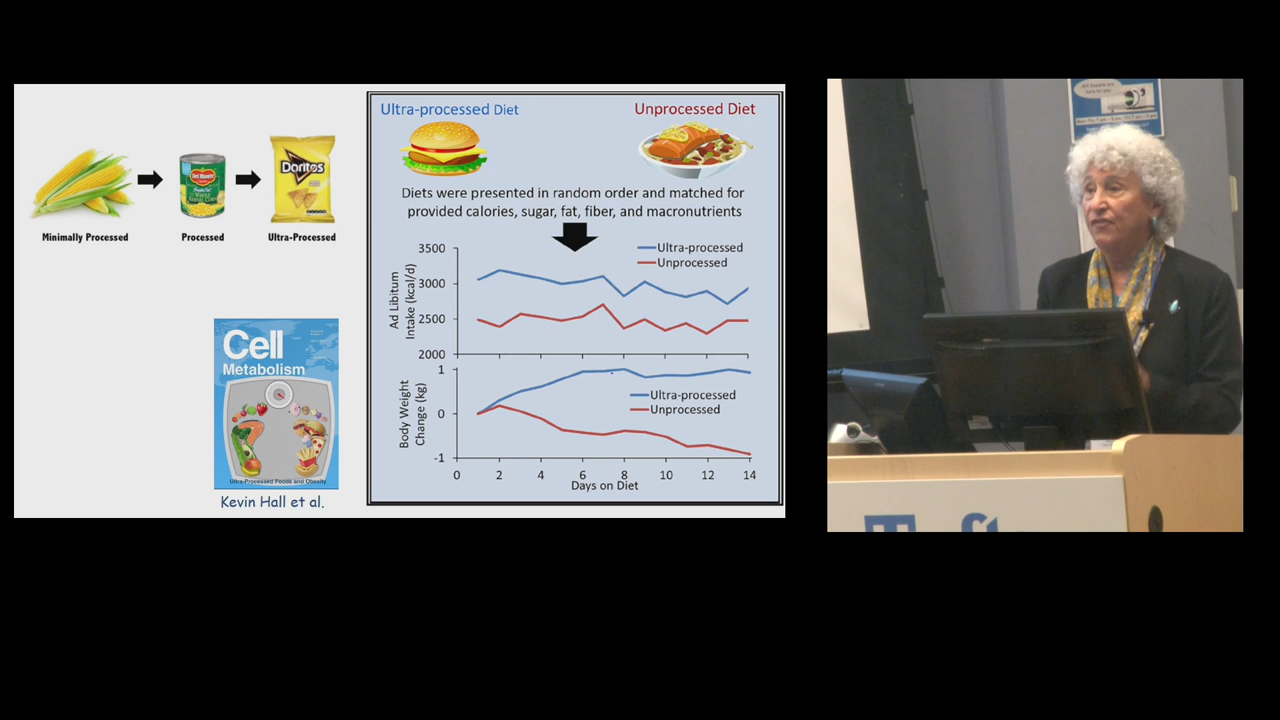 Ultra-processed Diet
Unprocessed Diet
Diets were presented in random order and matched for
provided calories, sugar, fat, fiber, and macronutrients
Doritos
Del Monte
Minimally Processed
Processed
Ultra-Processed
Ad Libitum
Intake (kcal/d)
3500
3000
2500
2000
Ultra-processed
Unprocessed
Body Weight
Change (kg)
1
0
-1
Ultra-processed
Unprocessed
0 2 4 6 8 10 12 14
Days on Diet
Cell
Metabolism
Ultra-Processed Foods and Obesity
Kevin Hall et al.